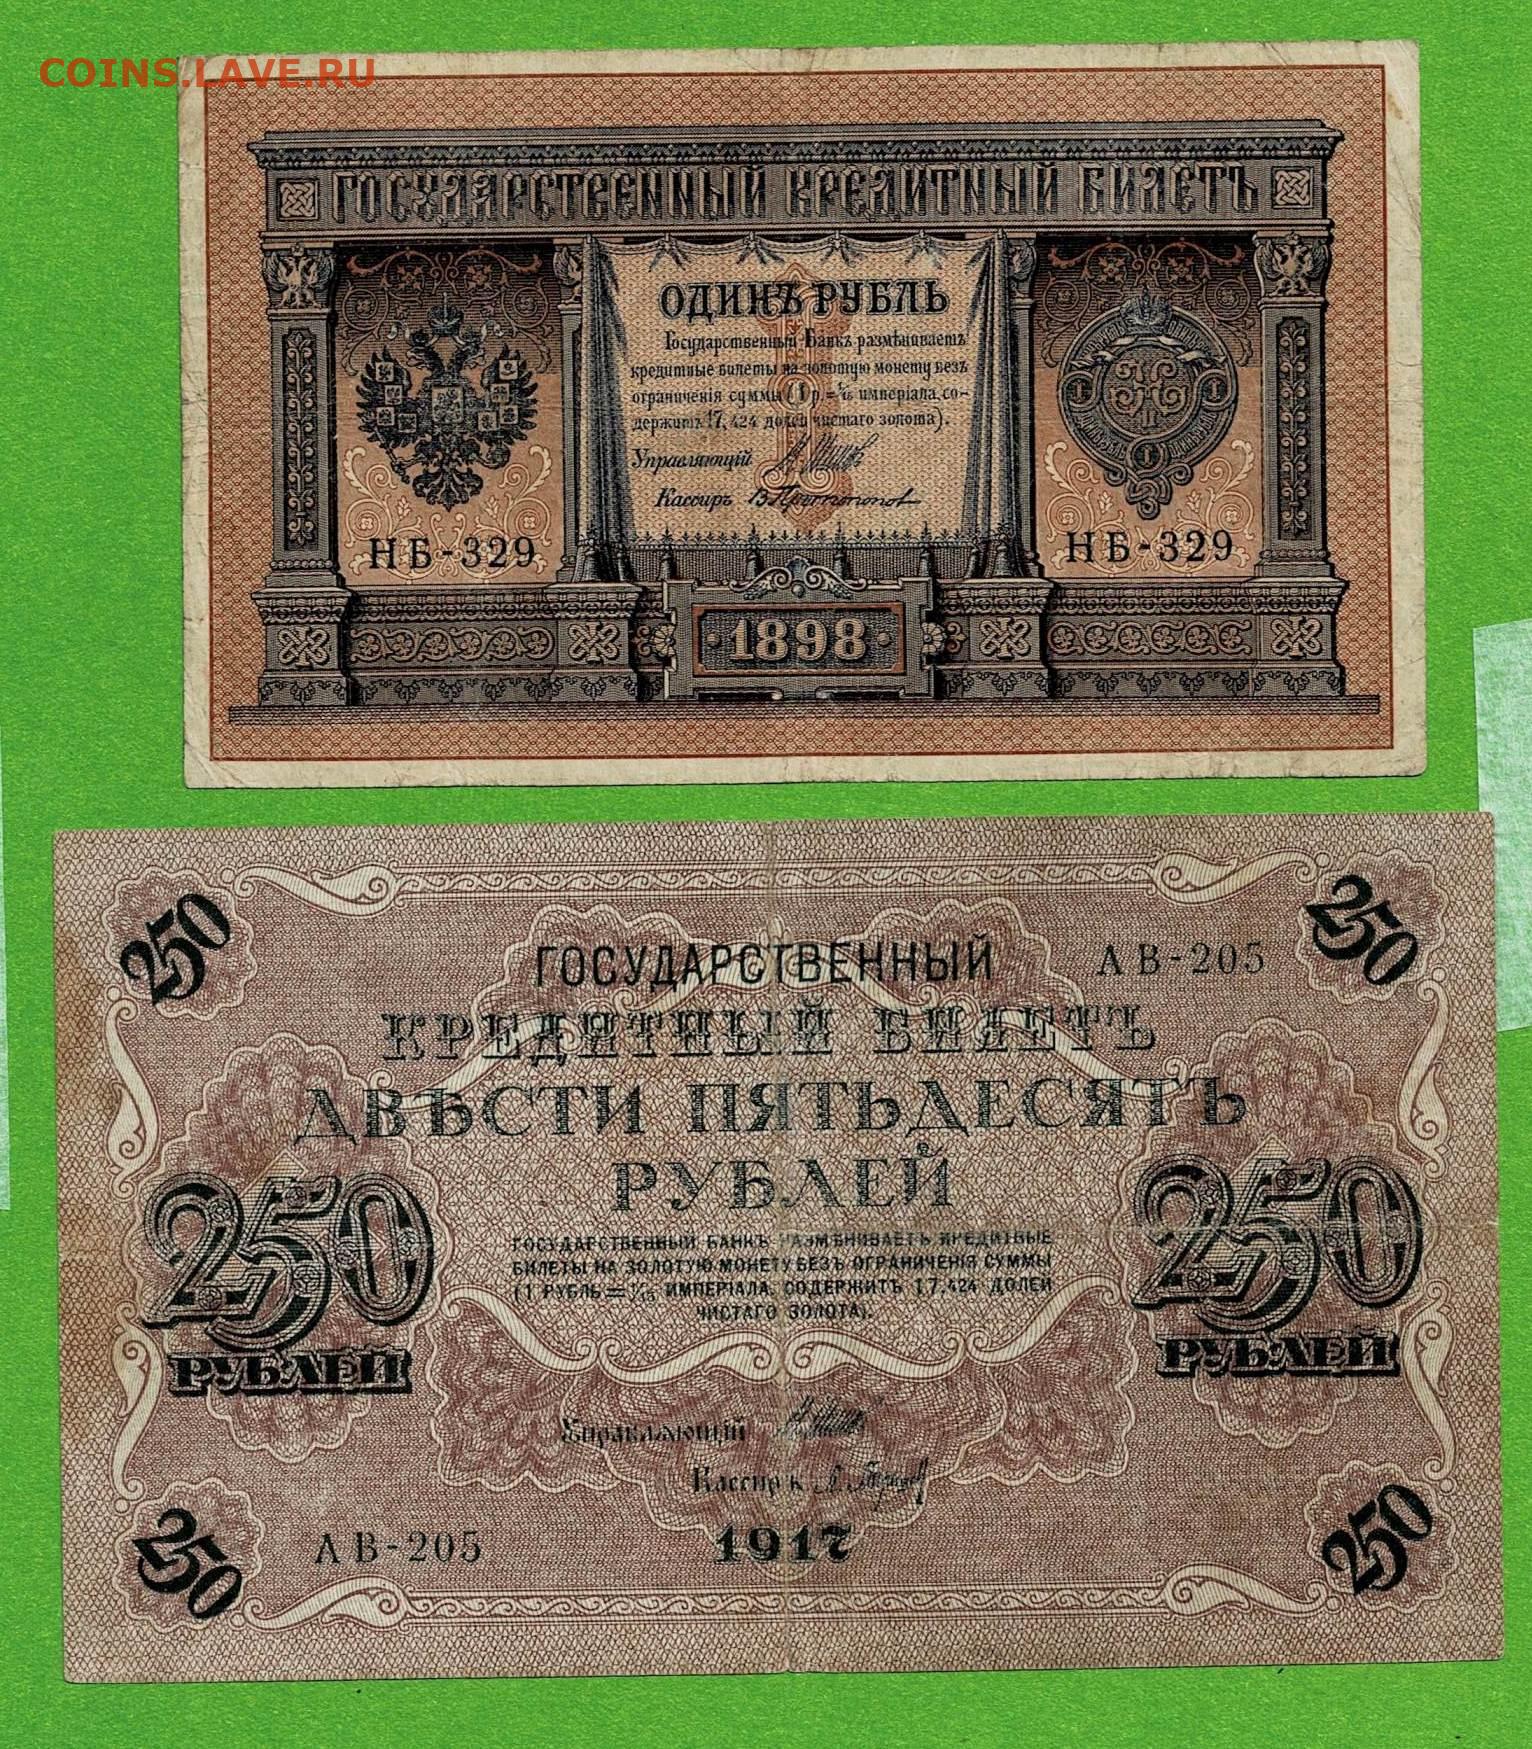 COINS.LAVE.RU
ГОСУДАРСТВЕННЫЙ КРЕДИТНЫЙ БИЛЕТЪ
ОДИНЪ РУБЛЬ
Государственный Банкъ размѣниваетъ
кредитные билеты на золотую монету безъ
ограниченія суммы (1 р. = 1/15 имперіала, со-
держитъ 17,424 долей чистаго золота).
Управляющій
Кассиръ В Протопопов
НБ-329 НБ-329
1898
250 250
ГОСУДАРСТВЕННЫЙ АВ-205
КРЕДИТНЫЙ БИЛЕТЪ
ДВѢСТИ ПЯТЬДЕСЯТЪ
РУБЛЕЙ
250 250
РУБЛЕЙ РУБЛЕЙ
ГОСУДАРСТВЕННЫЙ БАНКЪ РАЗМѢНИВАЕТЪ КРЕДИТНЫЕ
БИЛЕТЫ НА ЗОЛОТУЮ МОНЕТУ БЕЗЪ ОГРАНИЧЕНІЯ СУММЫ
(1 РУБЛЬ = 1/15 ИМПЕРІАЛА, СОДЕРЖИТЪ 17,424 ДОЛЕЙ
ЧИСТАГО ЗОЛОТА).
Управляющій
Кассиръ
АВ-205 1917
250 250